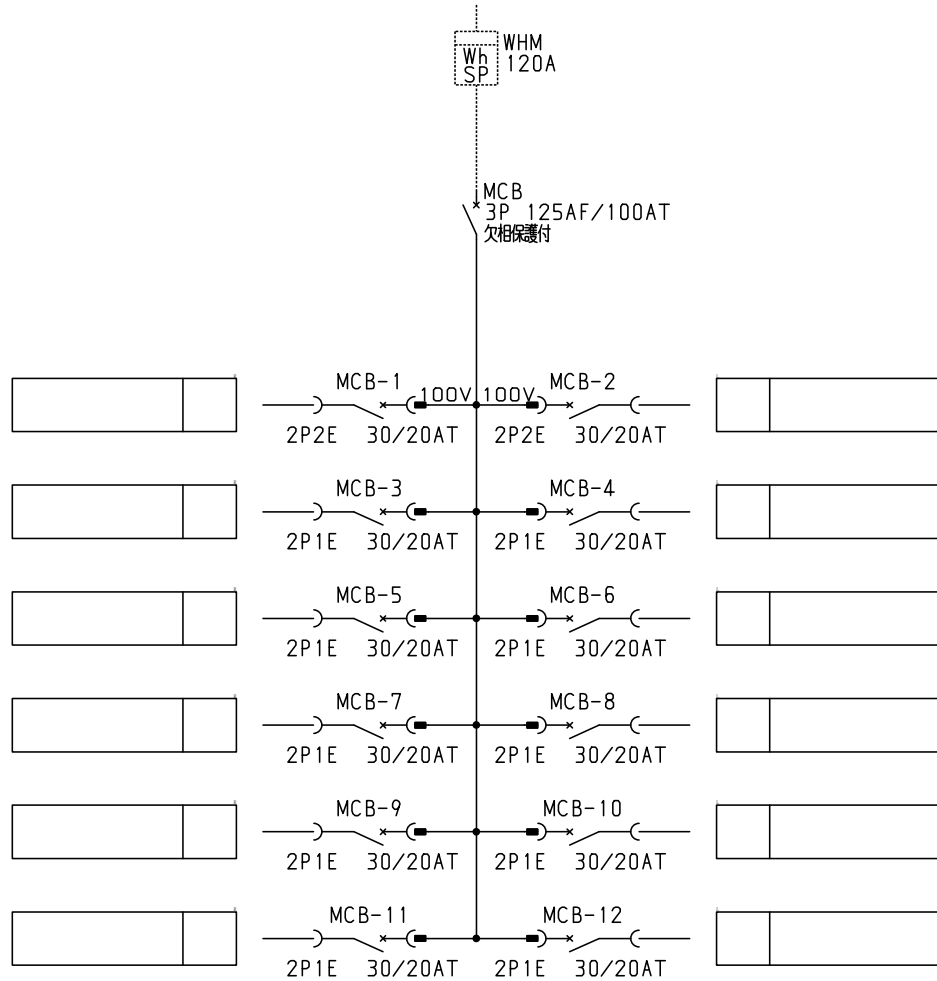 WHM
Wh
120A
SP
MCB
3P 125AF/100AT
欠相保護付
MCB-1 100V 100V MCB-2
2P2E 30/20AT 2P2E 30/20AT
MCB-3 MCB-4
2P1E 30/20AT 2P1E 30/20AT
MCB-5 MCB-6
2P1E 30/20AT 2P1E 30/20AT
MCB-7 MCB-8
2P1E 30/20AT 2P1E 30/20AT
MCB-9 MCB-10
2P1E 30/20AT 2P1E 30/20AT
MCB-11 MCB-12
2P1E 30/20AT 2P1E 30/20AT